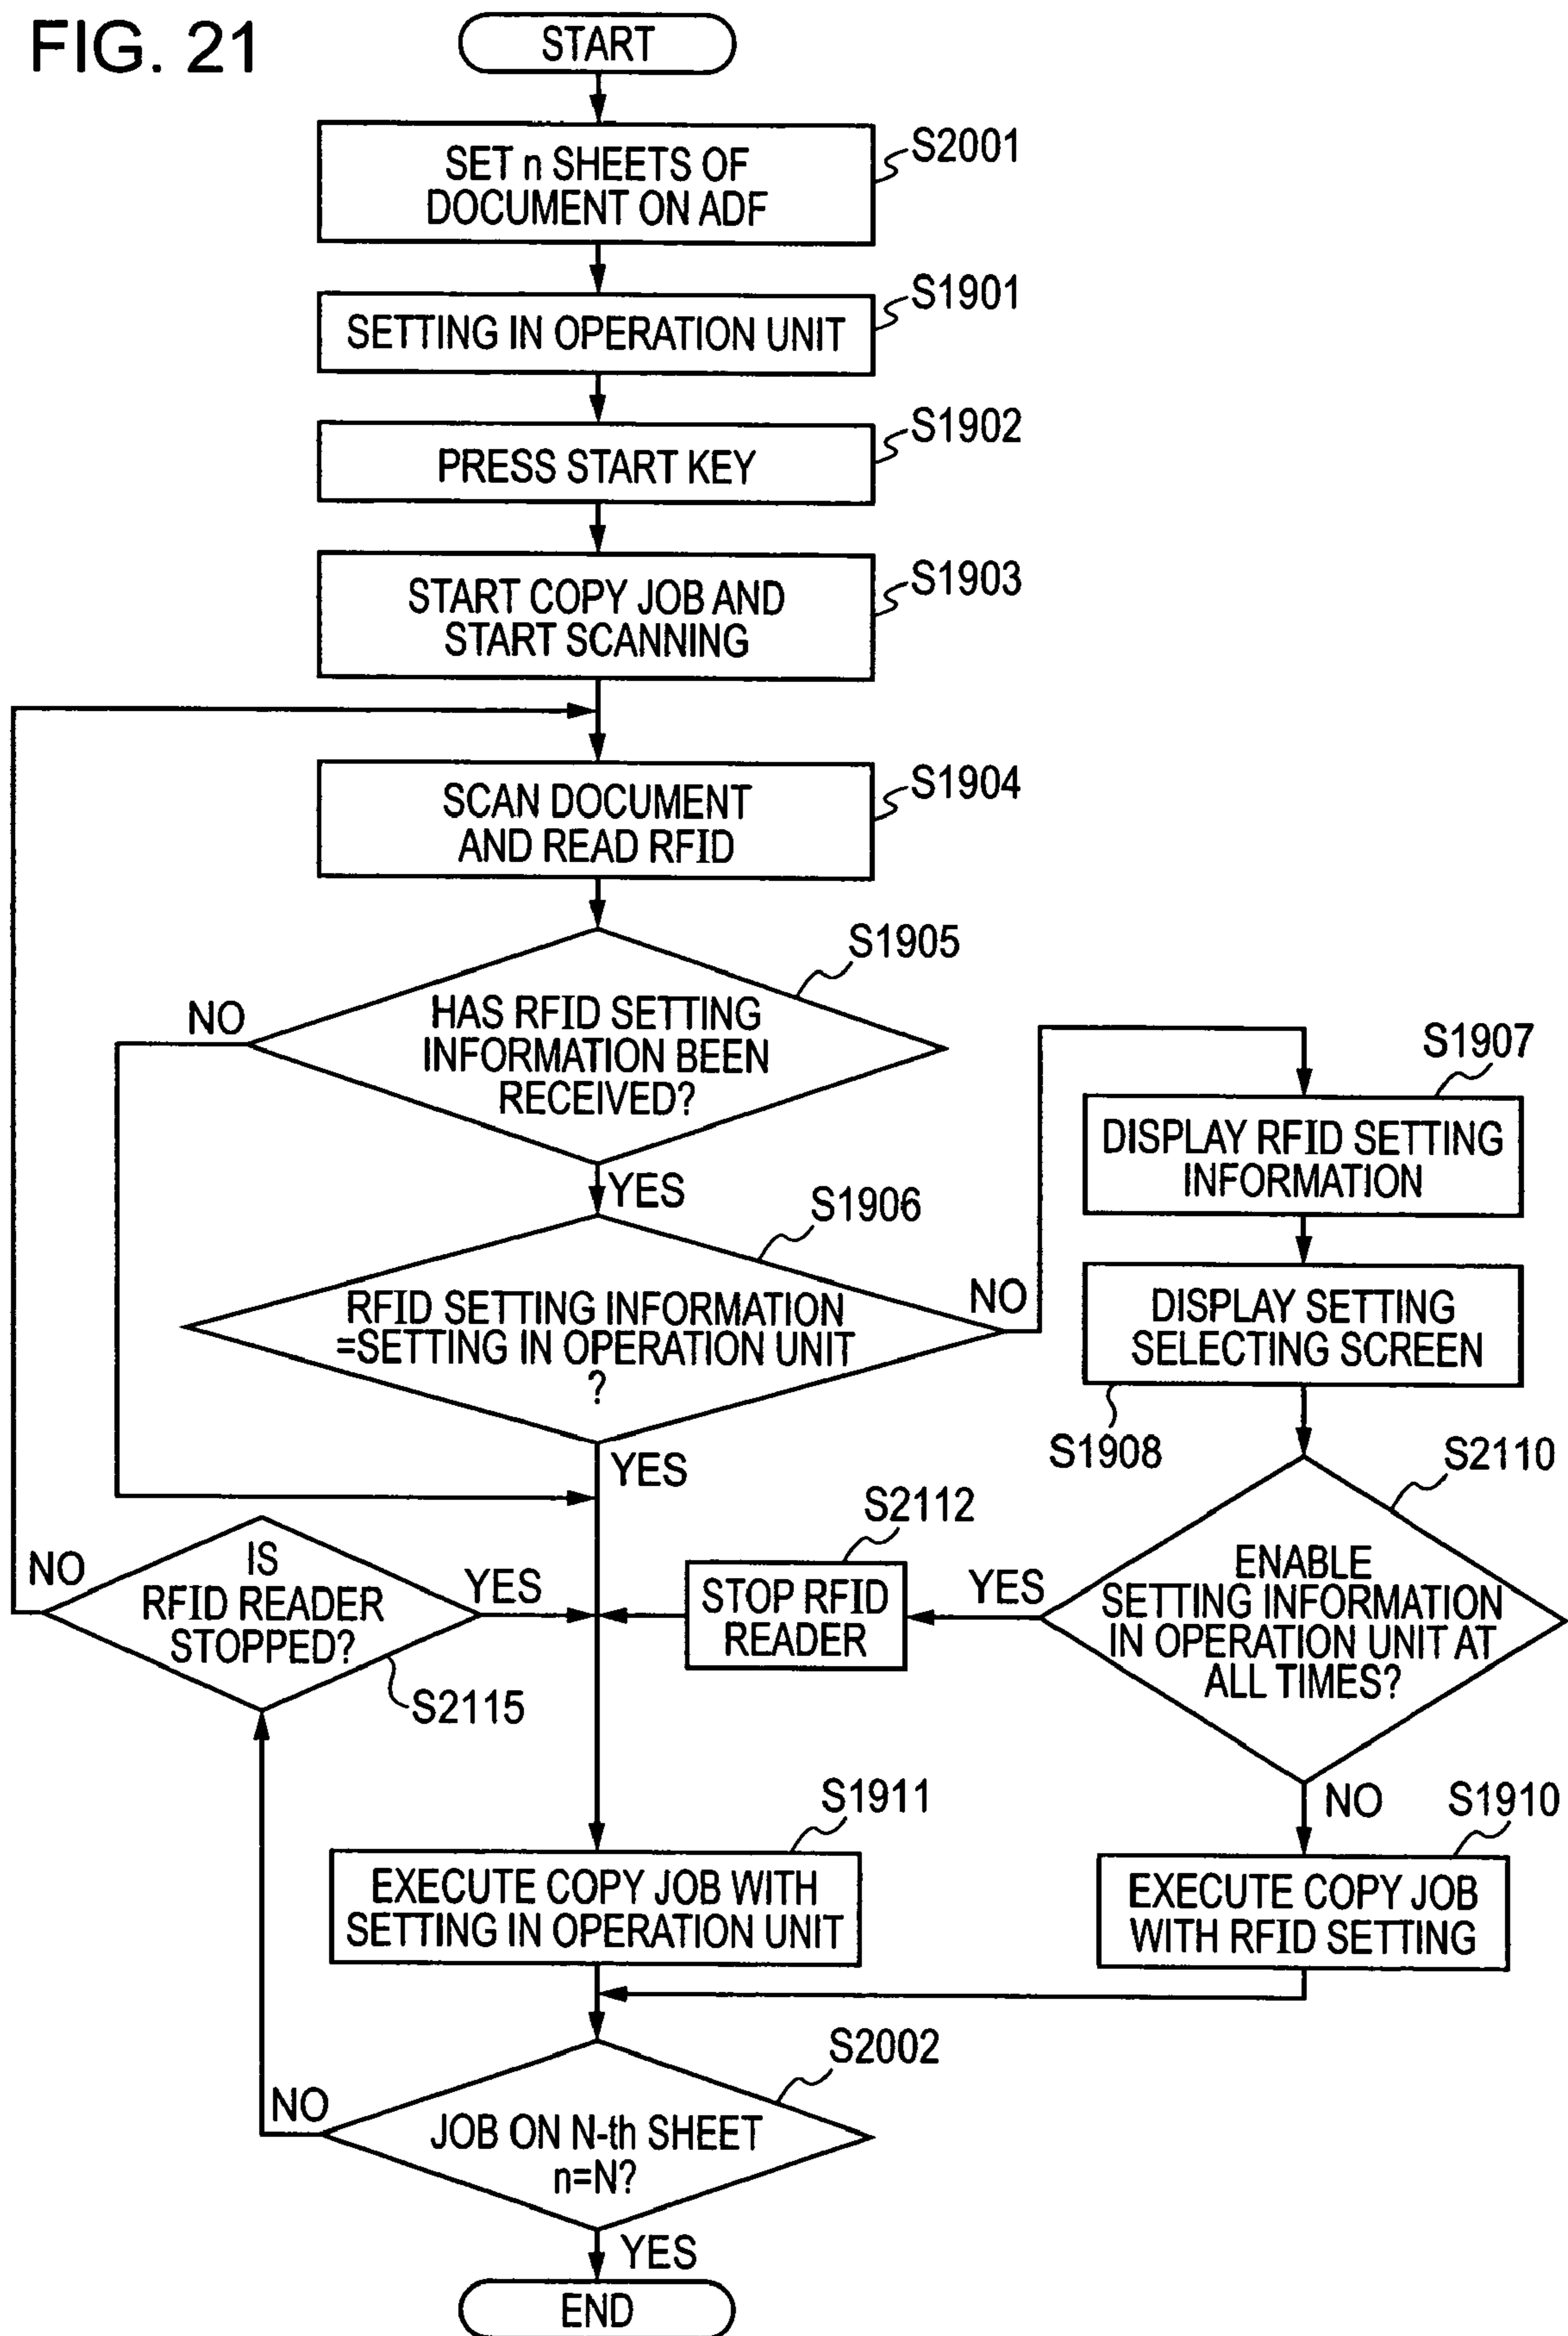 FIG. 21
START
SET n SHEETS OF
DOCUMENT ON ADF
S2001
SETTING IN OPERATION UNIT
S1901
PRESS START KEY
S1902
START COPY JOB AND
START SCANNING
S1903
SCAN DOCUMENT
AND READ RFID
S1904
HAS RFID SETTING
INFORMATION BEEN
RECEIVED?
S1905
NO
YES
RFID SETTING INFORMATION
=SETTING IN OPERATION UNIT
?
S1906
NO
YES
DISPLAY RFID SETTING
INFORMATION
S1907
DISPLAY SETTING
SELECTING SCREEN
S1908
ENABLE
SETTING INFORMATION
IN OPERATION UNIT AT
ALL TIMES?
S2110
YES
NO
STOP RFID
READER
S2112
IS
RFID READER
STOPPED?
S2115
NO
YES
EXECUTE COPY JOB WITH
SETTING IN OPERATION UNIT
S1911
EXECUTE COPY JOB
WITH RFID SETTING
S1910
JOB ON N-th SHEET
n=N?
S2002
NO
YES
END